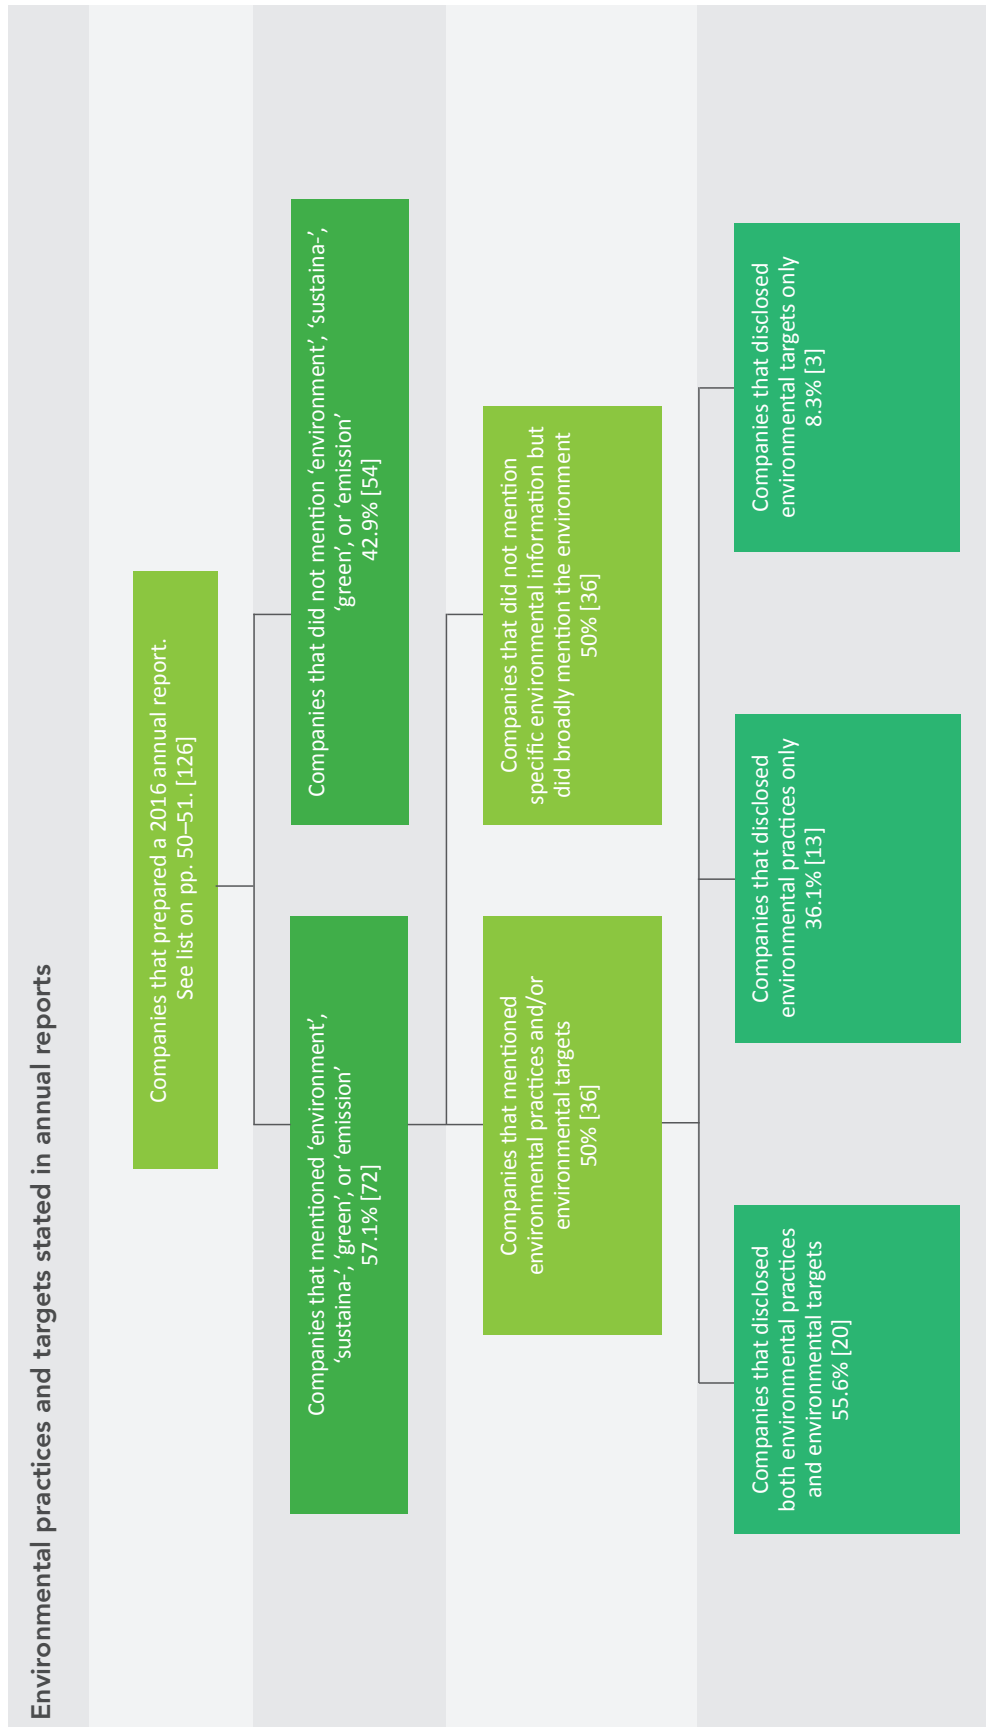 Environmental practices and targets stated in annual reports
Companies that prepared a 2016 annual report.
See list on pp. 50–51. [126]
Companies that mentioned ‘environment’,
‘sustaina-’, ‘green’, or ‘emission’
57.1% [72]
Companies that did not mention ‘environment’, ‘sustaina-’,
‘green’, or ‘emission’
42.9% [54]
Companies that mentioned
environmental practices and/or
environmental targets
50% [36]
Companies that did not mention
specific environmental information but
did broadly mention the environment
50% [36]
Companies that disclosed
both environmental practices
and environmental targets
55.6% [20]
Companies that disclosed
environmental practices only
36.1% [13]
Companies that disclosed
environmental targets only
8.3% [3]